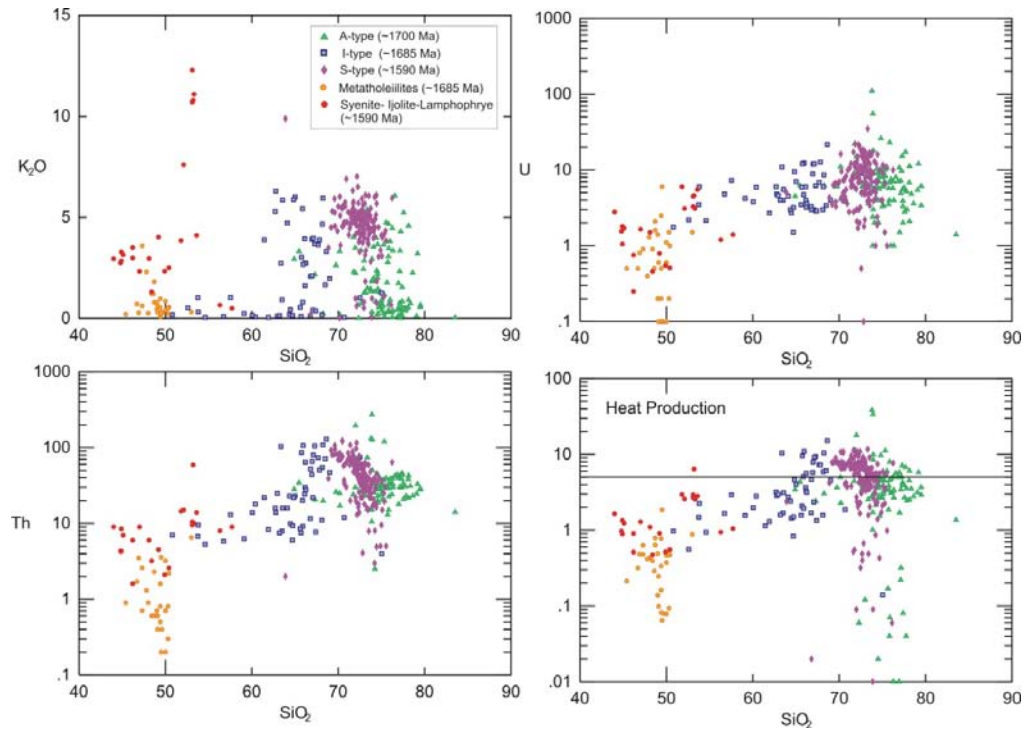 15
10
K₂O
5
0
40 50 60 70 80 90
SiO₂
A-type (~1700 Ma)
I-type (~1685 Ma)
S-type (~1590 Ma)
Metatholeiilites (~1685 Ma)
Syenite- Ijolite-Lamphophrye
(~1590 Ma)
1000
100
U
10
1
.1
40 50 60 70 80 90
SiO₂
1000
100
Th
10
1
.1
40 50 60 70 80 90
SiO₂
Heat Production
100
10
1
.1
.01
40 50 60 70 80 90
SiO₂